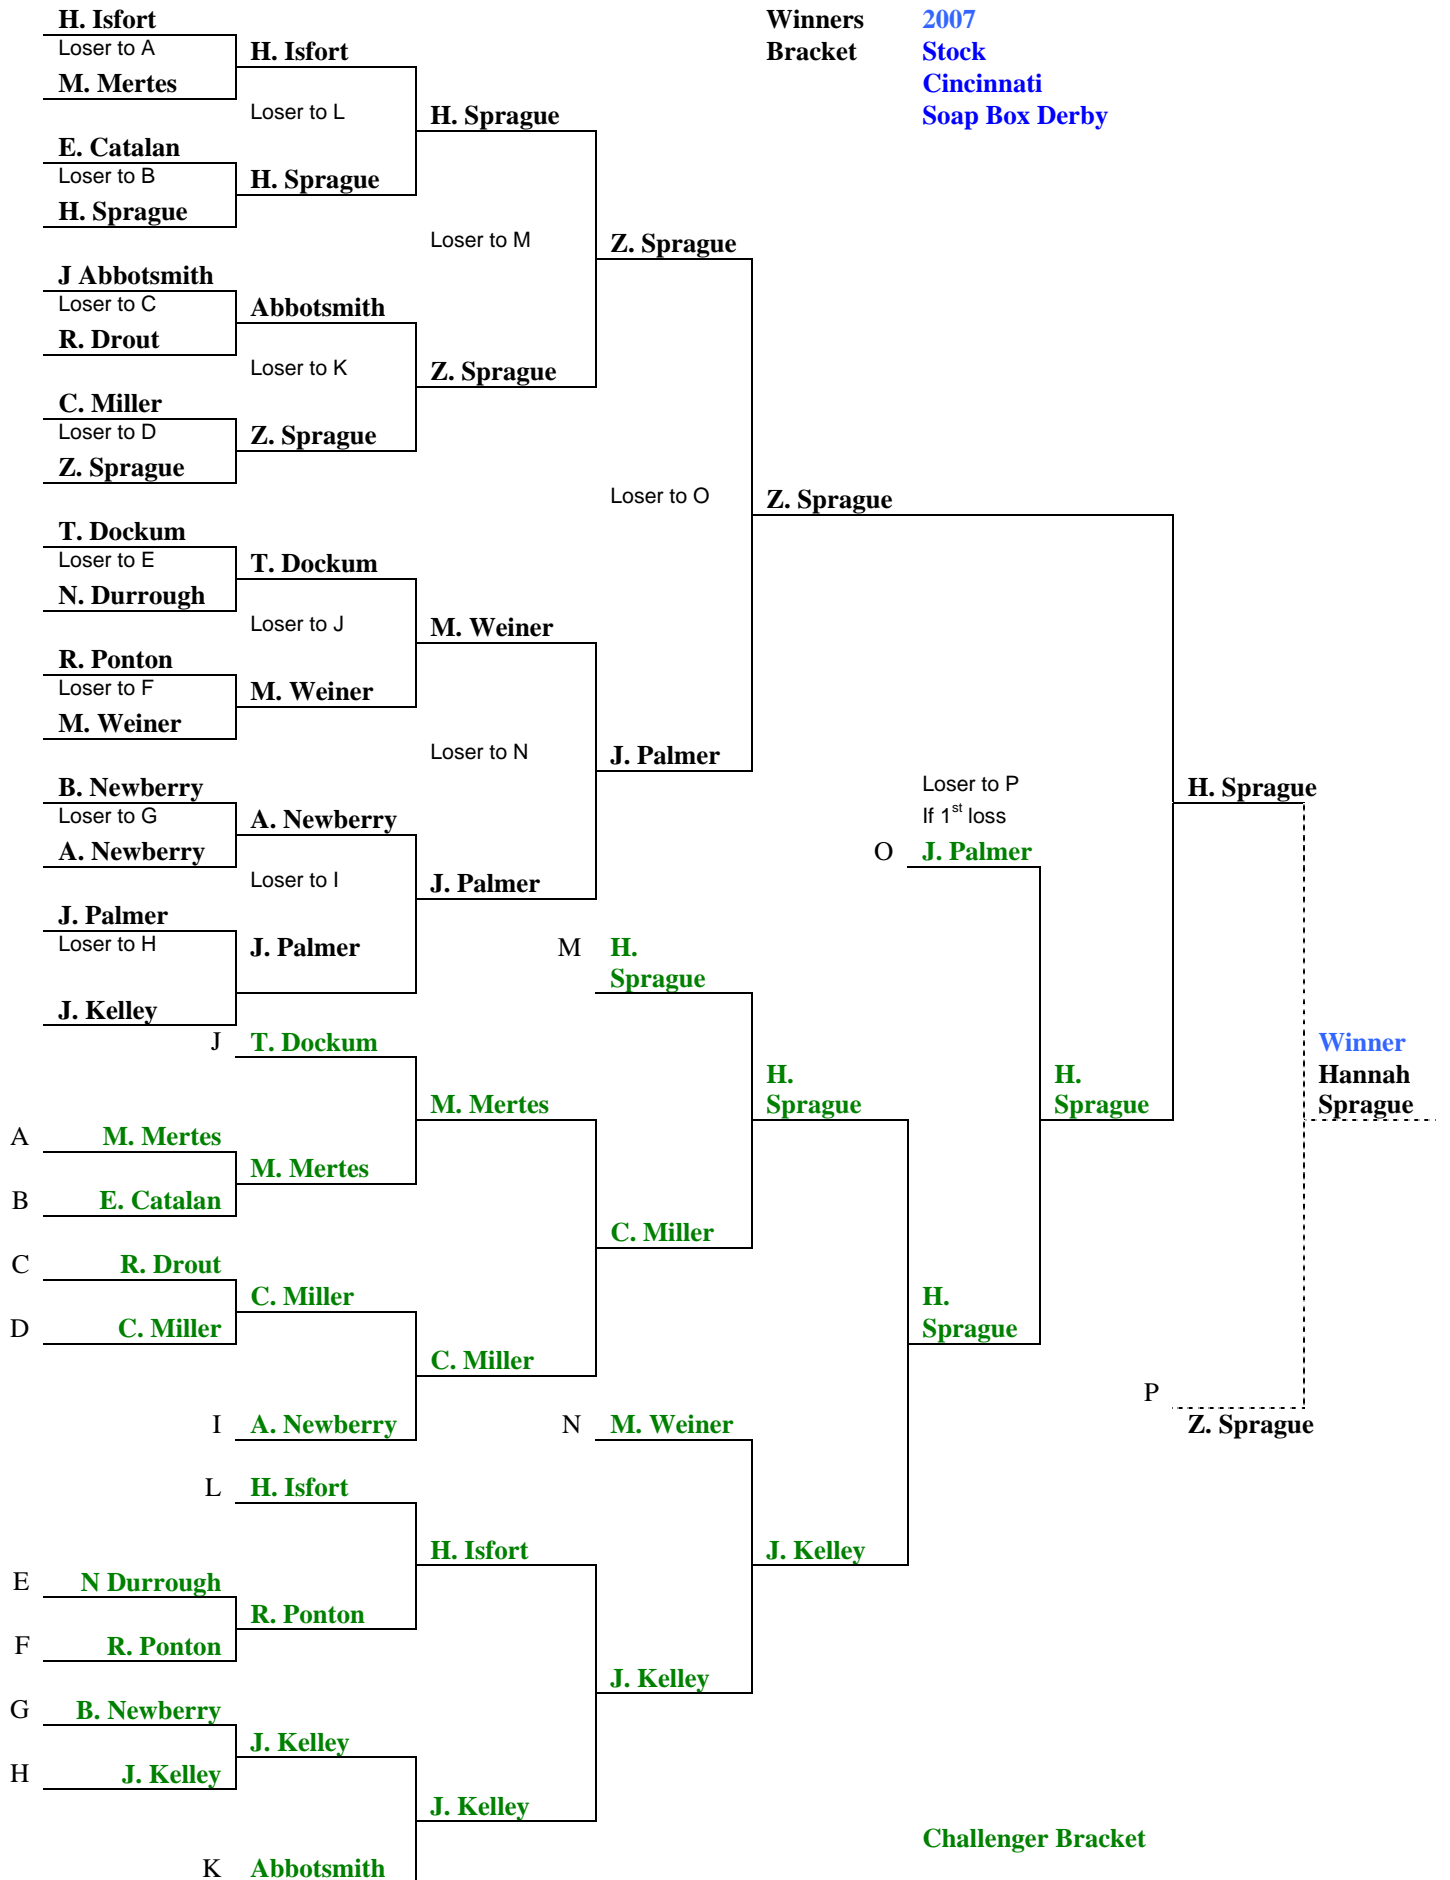 H. Isfort
Loser to A
M. Mertes
E. Catalan
Loser to B
H. Sprague
J Abbotsmith
Loser to C
R. Drout
C. Miller
Loser to D
Z. Sprague
T. Dockum
Loser to E
N. Durrough
R. Ponton
Loser to F
M. Weiner
B. Newberry
Loser to G
A. Newberry
J. Palmer
Loser to H
J. Kelley
H. Isfort
Loser to L
H. Sprague
Abbotsmith
Loser to K
Z. Sprague
T. Dockum
Loser to J
M. Weiner
A. Newberry
Loser to I
J. Palmer
H. Sprague
Loser to M
Z. Sprague
M. Weiner
Loser to N
J. Palmer
Z. Sprague
Loser to O
J. Palmer
Z. Sprague
Winners
Bracket
2007
Stock
Cincinnati
Soap Box Derby
Loser to P
If 1st loss
O J. Palmer
H. Sprague
M H.
Sprague
J T. Dockum
A M. Mertes
B E. Catalan
C R. Drout
D C. Miller
M. Mertes
C. Miller
I A. Newberry
M. Mertes
C. Miller
C. Miller
H.
Sprague
L H. Isfort
E N Durrough
F R. Ponton
G B. Newberry
H J. Kelley
R. Ponton
J. Kelley
K Abbotsmith
H. Isfort
J. Kelley
N M. Weiner
J. Kelley
J. Kelley
H.
Sprague
H.
Sprague
P
Z. Sprague
Winner
Hannah
Sprague
Challenger Bracket